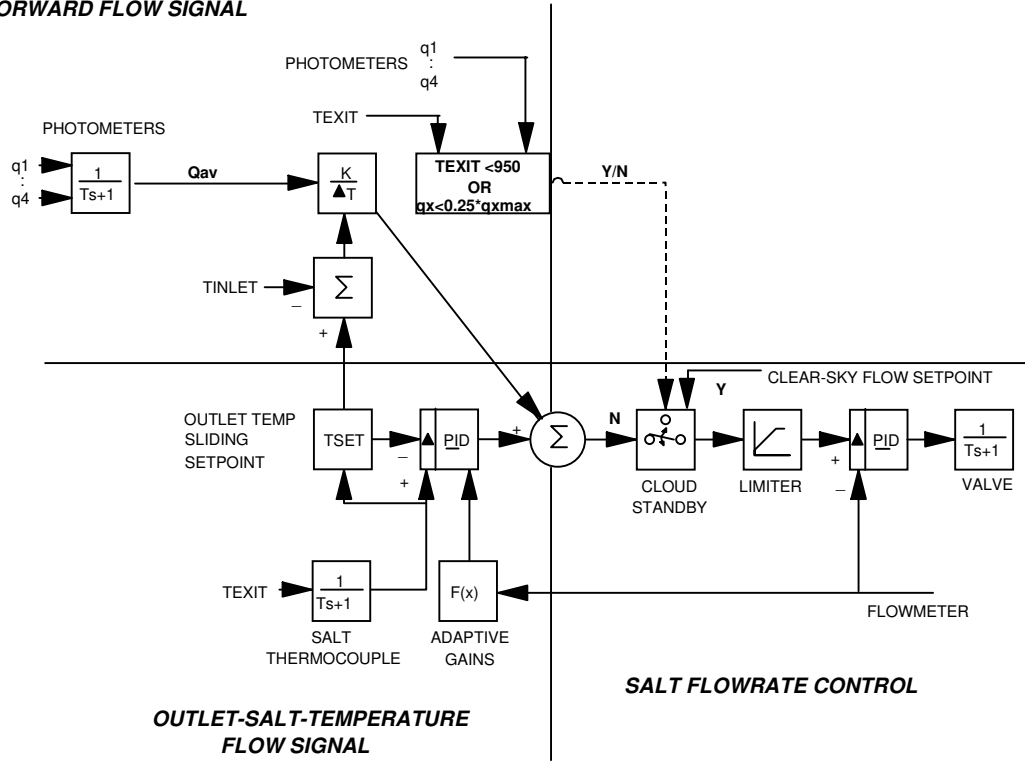 ORWARD FLOW SIGNAL
PHOTOMETERS
q1
:
q4
TEXIT
PHOTOMETERS
q1
:
q4
1
Ts+1
Qav
K
▲T
TEXIT <950
OR
qx<0.25*qxmax
Y/N
TINLET
–
Σ
+
OUTLET TEMP
SLIDING
SETPOINT
TSET
–
+
▲
PID
+
Σ
N
Y
CLEAR-SKY FLOW SETPOINT
CLOUD
STANDBY
LIMITER
+
–
▲
PID
1
Ts+1
VALVE
TEXIT
1
Ts+1
SALT
THERMOCOUPLE
F(x)
ADAPTIVE
GAINS
FLOWMETER
SALT FLOWRATE CONTROL
OUTLET-SALT-TEMPERATURE
FLOW SIGNAL